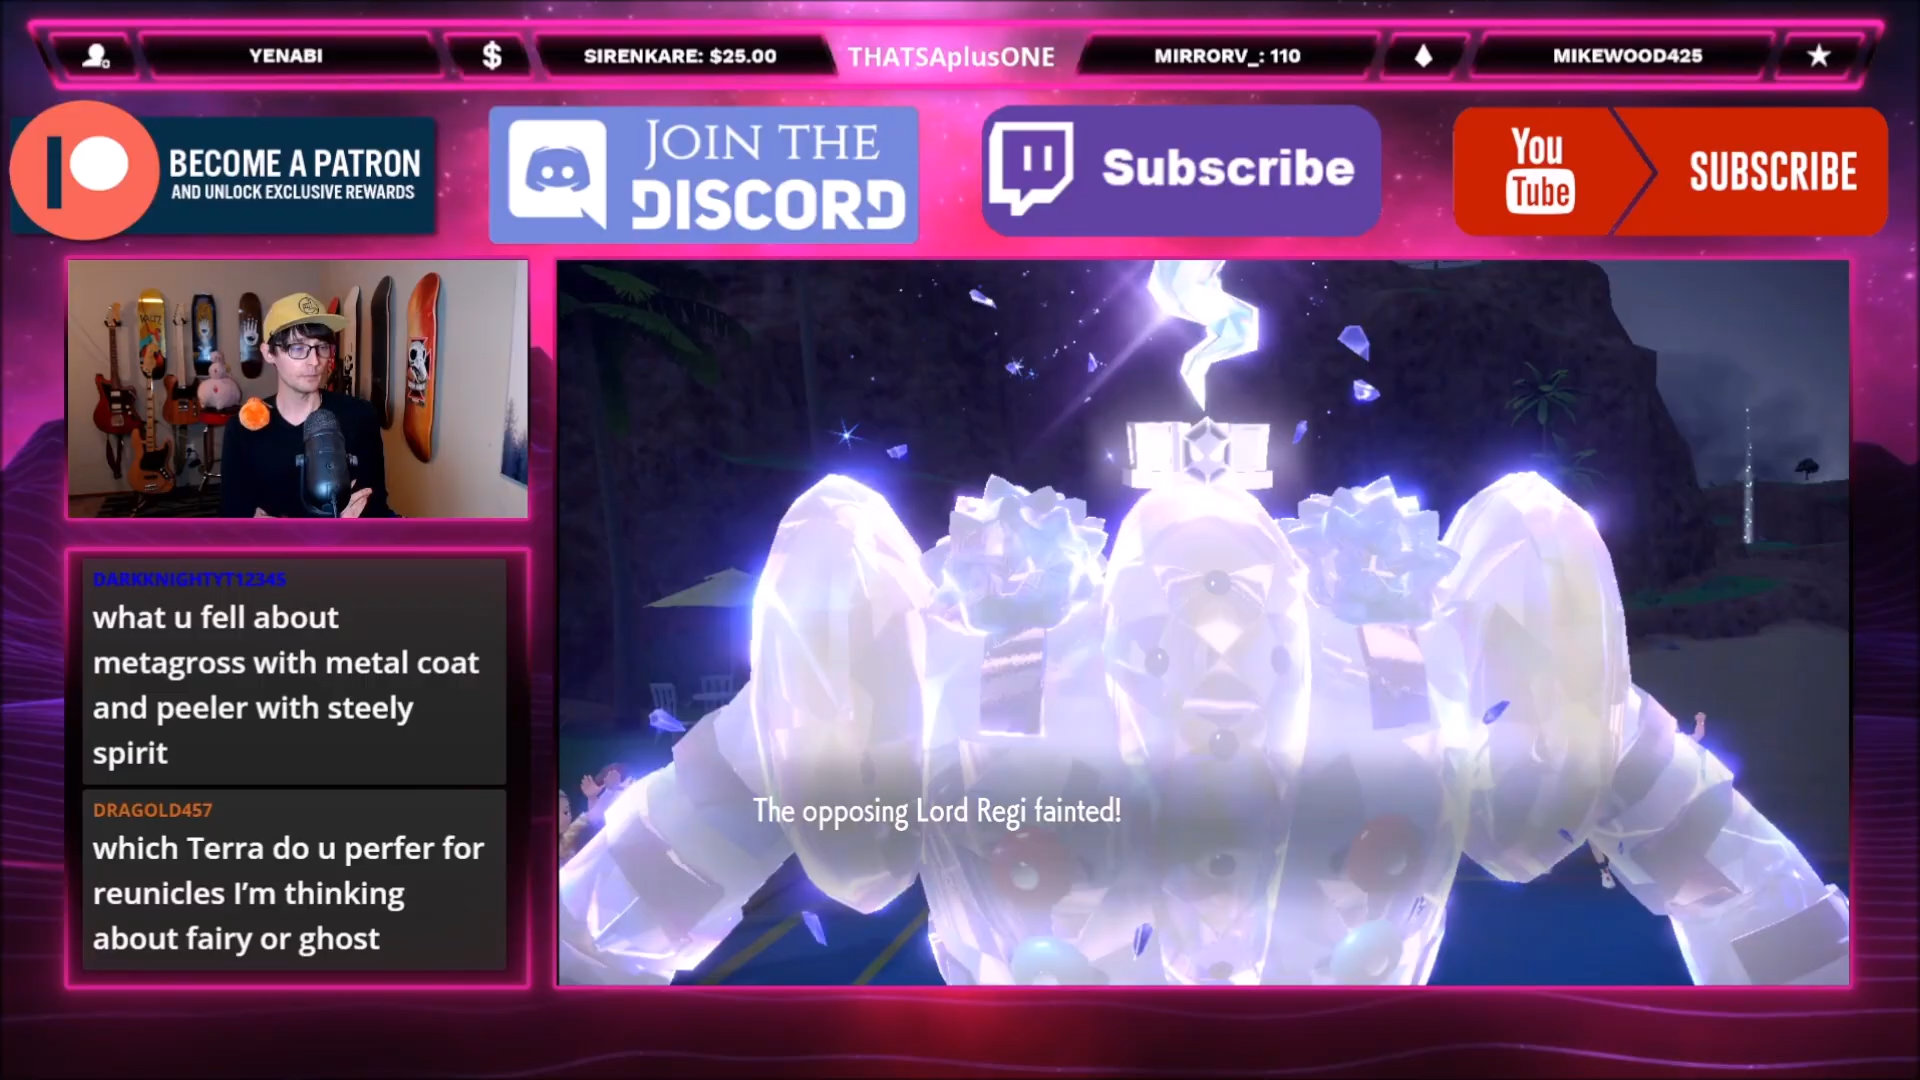 YENABI
$
SIRENKARE: $25.00
THATSAplusONE
MIRRORV_: 110
MIKEWOOD425
BECOME A PATRON
AND UNLOCK EXCLUSIVE REWARDS
JOIN THE
DISCORD
Subscribe
You
Tube
SUBSCRIBE
DARKKNIGHTYT12345
what u fell about
metagross with metal coat
and peeler with steely
spirit
DRAGOLD457
which Terra do u perfer for
reunicles I'm thinking
about fairy or ghost
The opposing Lord Regi fainted!